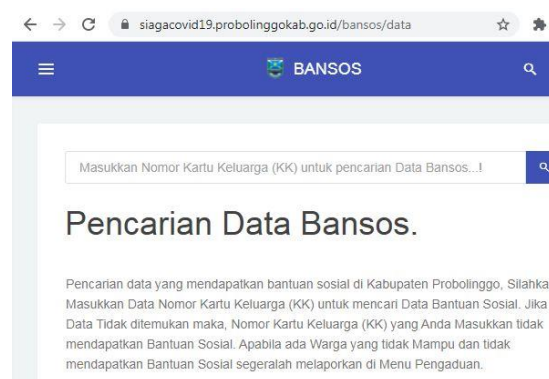 siagacovid19.probolinggokab.go.id/bansos/data
BANSOS
Masukkan Nomor Kartu Keluarga (KK) untuk pencarian Data Bansos...!
Pencarian Data Bansos.
Pencarian data yang mendapatkan bantuan sosial di Kabupaten Probolinggo, Silahka
Masukkan Data Nomor Kartu Keluarga (KK) untuk mencari Data Bantuan Sosial. Jika
Data Tidak ditemukan maka, Nomor Kartu Keluarga (KK) yang Anda Masukkan tidak
mendapatkan Bantuan Sosial. Apabila ada Warga yang tidak Mampu dan tidak
mendapatkan Bantuan Sosial segeralah melaporkan di Menu Pengaduan.